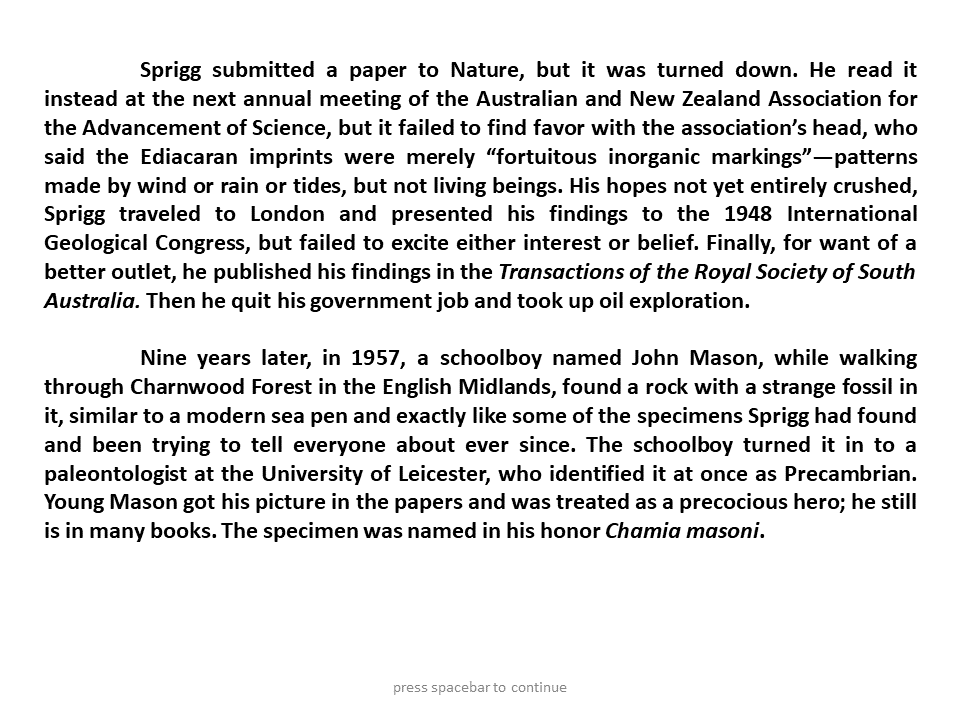 Sprigg submitted a paper to Nature, but it was turned down. He read it
instead at the next annual meeting of the Australian and New Zealand Association for
the Advancement of Science, but it failed to find favor with the association’s head, who
said the Ediacaran imprints were merely “fortuitous inorganic markings”—patterns
made by wind or rain or tides, but not living beings. His hopes not yet entirely crushed,
Sprigg traveled to London and presented his findings to the 1948 International
Geological Congress, but failed to excite either interest or belief. Finally, for want of a
better outlet, he published his findings in the Transactions of the Royal Society of South
Australia. Then he quit his government job and took up oil exploration.
Nine years later, in 1957, a schoolboy named John Mason, while walking
through Charnwood Forest in the English Midlands, found a rock with a strange fossil in
it, similar to a modern sea pen and exactly like some of the specimens Sprigg had found
and been trying to tell everyone about ever since. The schoolboy turned it in to a
paleontologist at the University of Leicester, who identified it at once as Precambrian.
Young Mason got his picture in the papers and was treated as a precocious hero; he still
is in many books. The specimen was named in his honor Chamia masoni.
press spacebar to continue